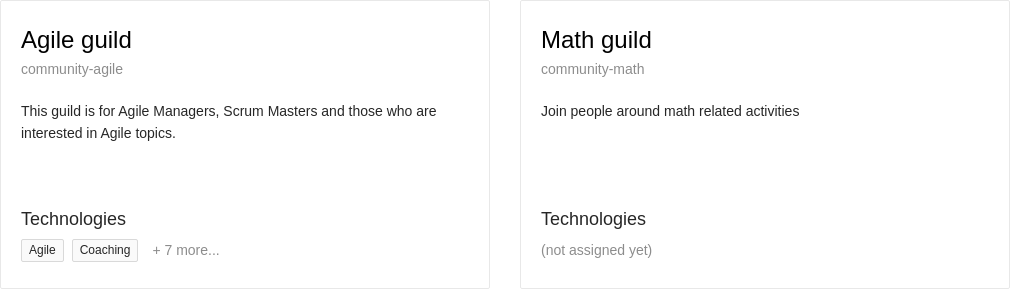 Agile guild
community-agile
This guild is for Agile Managers, Scrum Masters and those who are
interested in Agile topics.
Technologies
Agile Coaching + 7 more...
Math guild
community-math
Join people around math related activities
Technologies
(not assigned yet)